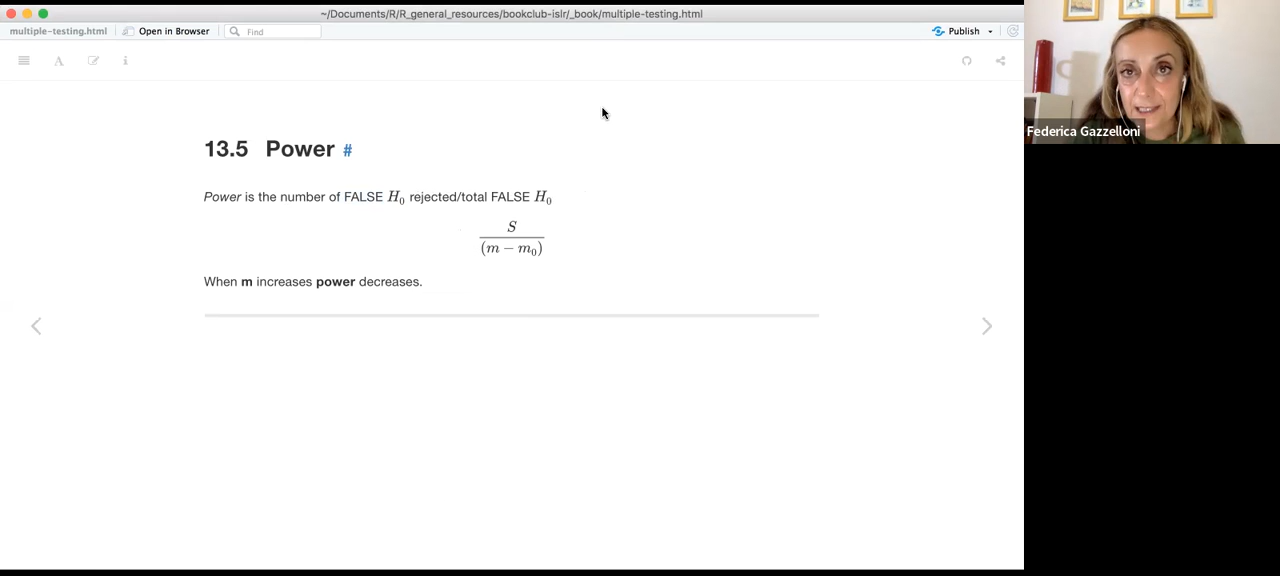 ~/Documents/R/R_general_resources/bookclub-islr/_book/multiple-testing.html
multiple-testing.html Open in Browser Find Publish
A i
13.5 Power #
Power is the number of FALSE H₀ rejected/total FALSE H₀
S
(m − m₀)
When m increases power decreases.
Federica Gazzelloni